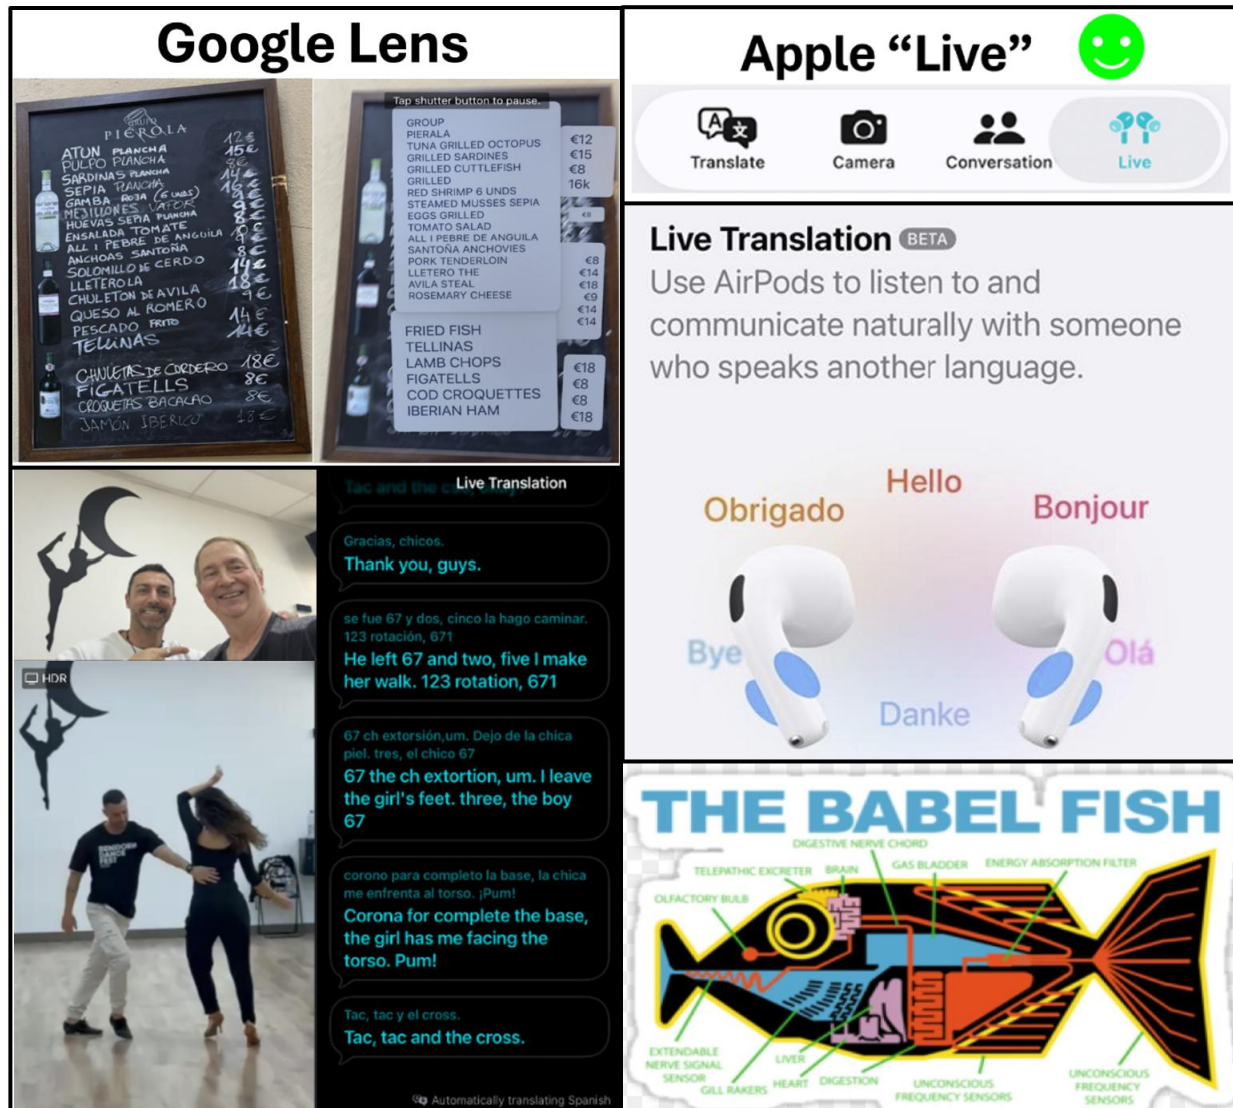 Google Lens
GRUPO
PIÉROLA
ATUN PLANCHA 12€
PULPO PLANCHA 15€
SARDINAS PLANCHA 8€
SEPIA PLANCHA 14€
GAMBA ROJA (6 UNDS) 16€
MEJILLONES VAPOR 9€
HUEVAS SEPIA PLANCHA 8€
ENSALADA TOMATE 8€
ALL I PEBRE DE ANGUILA 10€
ANCHOAS SANTOÑA 9€
SOLOMILLO DE CERDO 8€
LLETEROLA 14€
CHULETON DE AVILA 18€
QUESO AL ROMERO 9€
PESCADO FRITO 14€
TELLINAS 14€
CHULETAS DE CORDERO 18€
FIGATELLS 8€
CROQUETAS BACALAO 8€
JAMÓN IBERICO 18€
Tap shutter button to pause.
GROUP
PIERALA
TUNA GRILLED OCTOPUS
GRILLED SARDINES
GRILLED CUTTLEFISH
GRILLED
RED SHRIMP 6 UNDS
STEAMED MUSSES SEPIA
EGGS GRILLED
TOMATO SALAD
ALL I PEBRE DE ANGUILA
SANTOÑA ANCHOVIES
PORK TENDERLOIN
LLETERO THE
AVILA STEAL
ROSEMARY CHEESE
FRIED FISH
TELLINAS
LAMB CHOPS
FIGATELLS
COD CROQUETTES
IBERIAN HAM
€12
€15
€8
16k
€8
€8
€14
€18
€9
€14
€14
€18
€8
€8
€18
Apple “Live”
Translate
Camera
Conversation
Live
Live Translation BETA
Use AirPods to listen to and
communicate naturally with someone
who speaks another language.
Hello
Obrigado
Bonjour
Bye
Olá
Danke
HDR
BENIDORM
DANCE
FEST
Live Translation
Tac and the
Gracias, chicos.
Thank you, guys.
se fue 67 y dos, cinco la hago caminar.
123 rotación, 671
He left 67 and two, five I make
her walk. 123 rotation, 671
67 ch extorsión,um. Dejo de la chica
piel. tres, el chico 67
67 the ch extortion, um. I leave
the girl's feet. three, the boy
67
corono para completo la base, la chica
me enfrenta al torso. ¡Pum!
Corona for complete the base,
the girl has me facing the
torso. Pum!
Tac, tac y el cross.
Tac, tac and the cross.
Automatically translating Spanish
THE BABEL FISH
DIGESTIVE NERVE CHORD
TELEPATHIC EXCRETER
BRAIN
GAS BLADDER
ENERGY ABSORPTION FILTER
OLFACTORY BULB
EXTENDABLE
NERVE SIGNAL
SENSOR
GILL RAKERS
LIVER
HEART
DIGESTION
UNCONSCIOUS
FREQUENCY SENSORS
UNCONSCIOUS
FREQUENCY
SENSORS